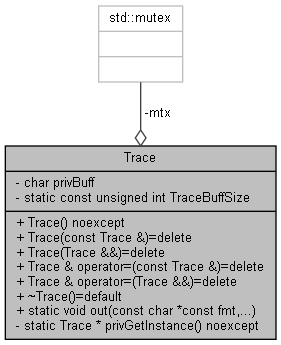 std::mutex
-mtx
Trace
- char privBuff
- static const unsigned int TraceBuffSize
+ Trace() noexcept
+ Trace(const Trace &)=delete
+ Trace(Trace &&)=delete
+ Trace & operator=(const Trace &)=delete
+ Trace & operator=(Trace &&)=delete
+ ~Trace()=default
+ static void out(const char *const fmt,...)
- static Trace * privGetInstance() noexcept